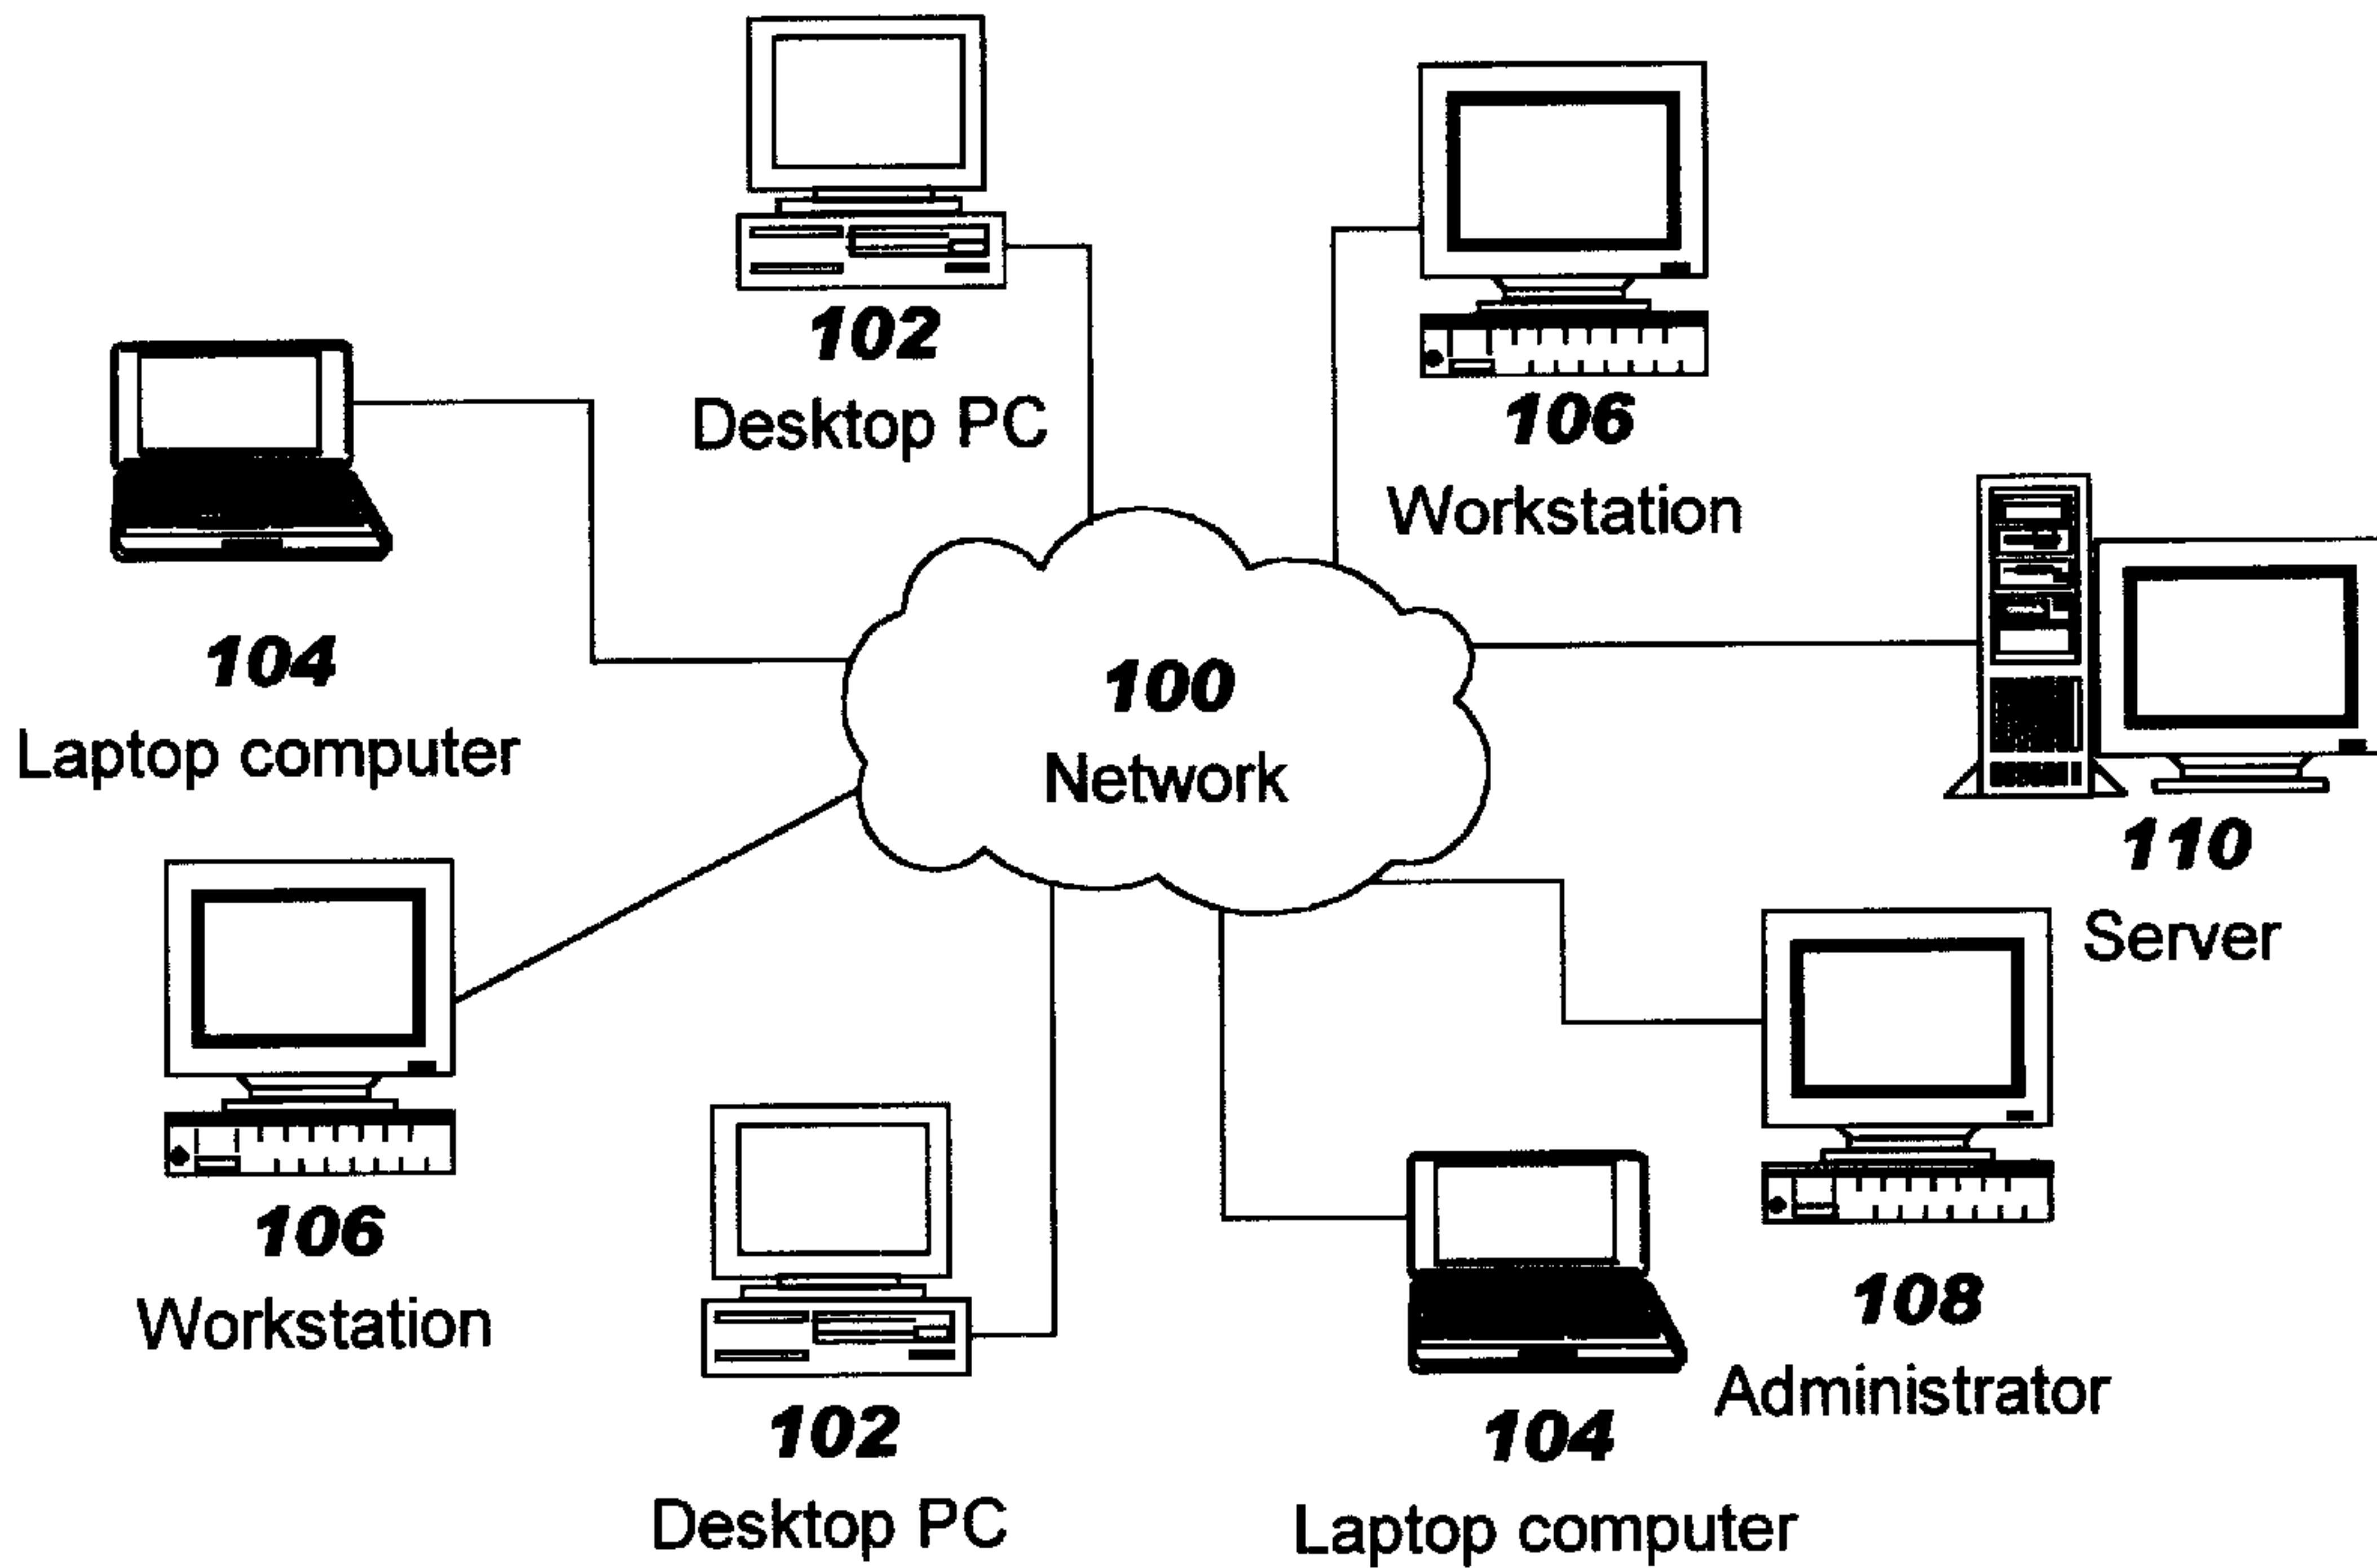 102
Desktop PC
106
Workstation
104
Laptop computer
100
Network
110
Server
106
Workstation
108
Administrator
102
Desktop PC
104
Laptop computer